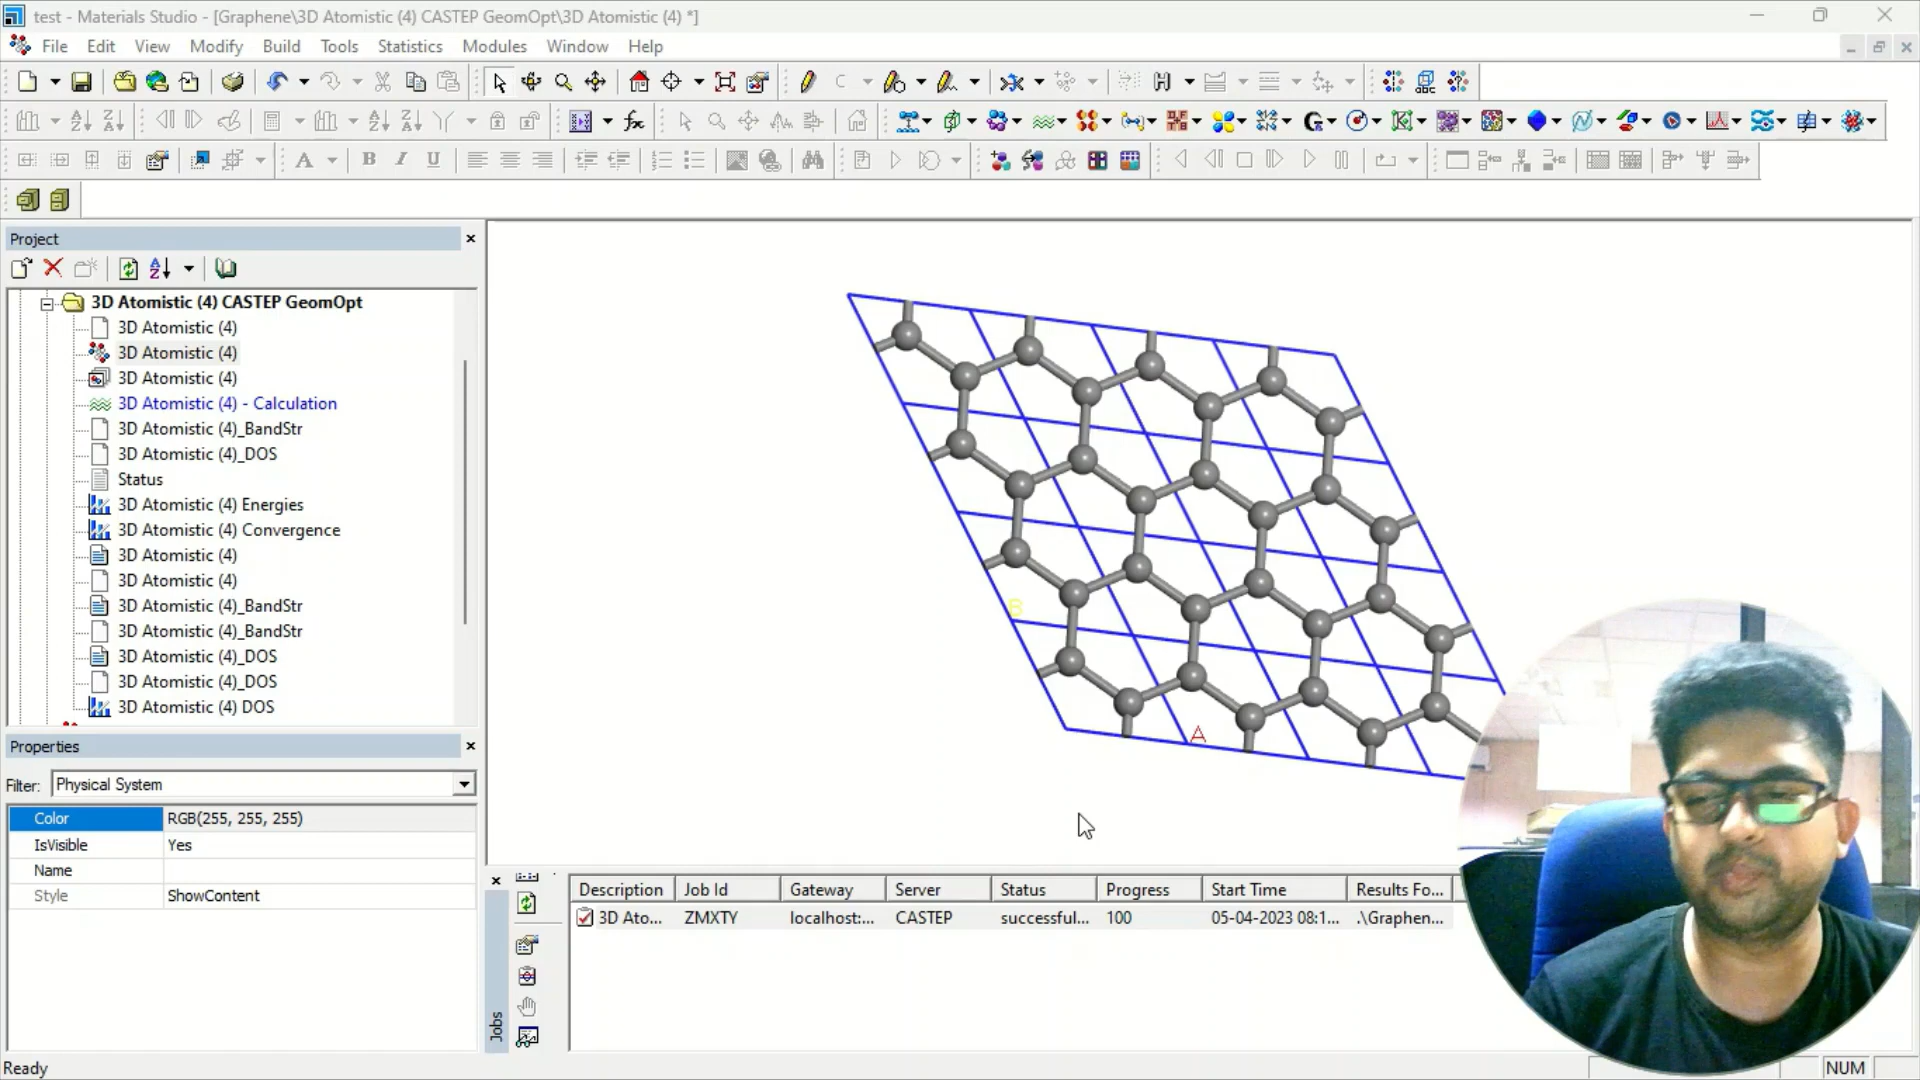 test - Materials Studio - [Graphene\3D Atomistic (4) CASTEP GeomOpt\3D Atomistic (4) *]
File Edit View Modify Build Tools Statistics Modules Window Help
Project
3D Atomistic (4) CASTEP GeomOpt
3D Atomistic (4)
3D Atomistic (4)
3D Atomistic (4)
3D Atomistic (4) - Calculation
3D Atomistic (4)_BandStr
3D Atomistic (4)_DOS
Status
3D Atomistic (4) Energies
3D Atomistic (4) Convergence
3D Atomistic (4)
3D Atomistic (4)
3D Atomistic (4)_BandStr
3D Atomistic (4)_BandStr
3D Atomistic (4)_DOS
3D Atomistic (4)_DOS
3D Atomistic (4) DOS
B
A
Properties
Filter: Physical System
Color RGB(255, 255, 255)
IsVisible Yes
Name
Style ShowContent
Jobs
Description Job Id Gateway Server Status Progress Start Time Results Fo...
3D Ato... ZMXTY localhost:... CASTEP successful... 100 05-04-2023 08:1... .\Graphen...
Ready
NUM